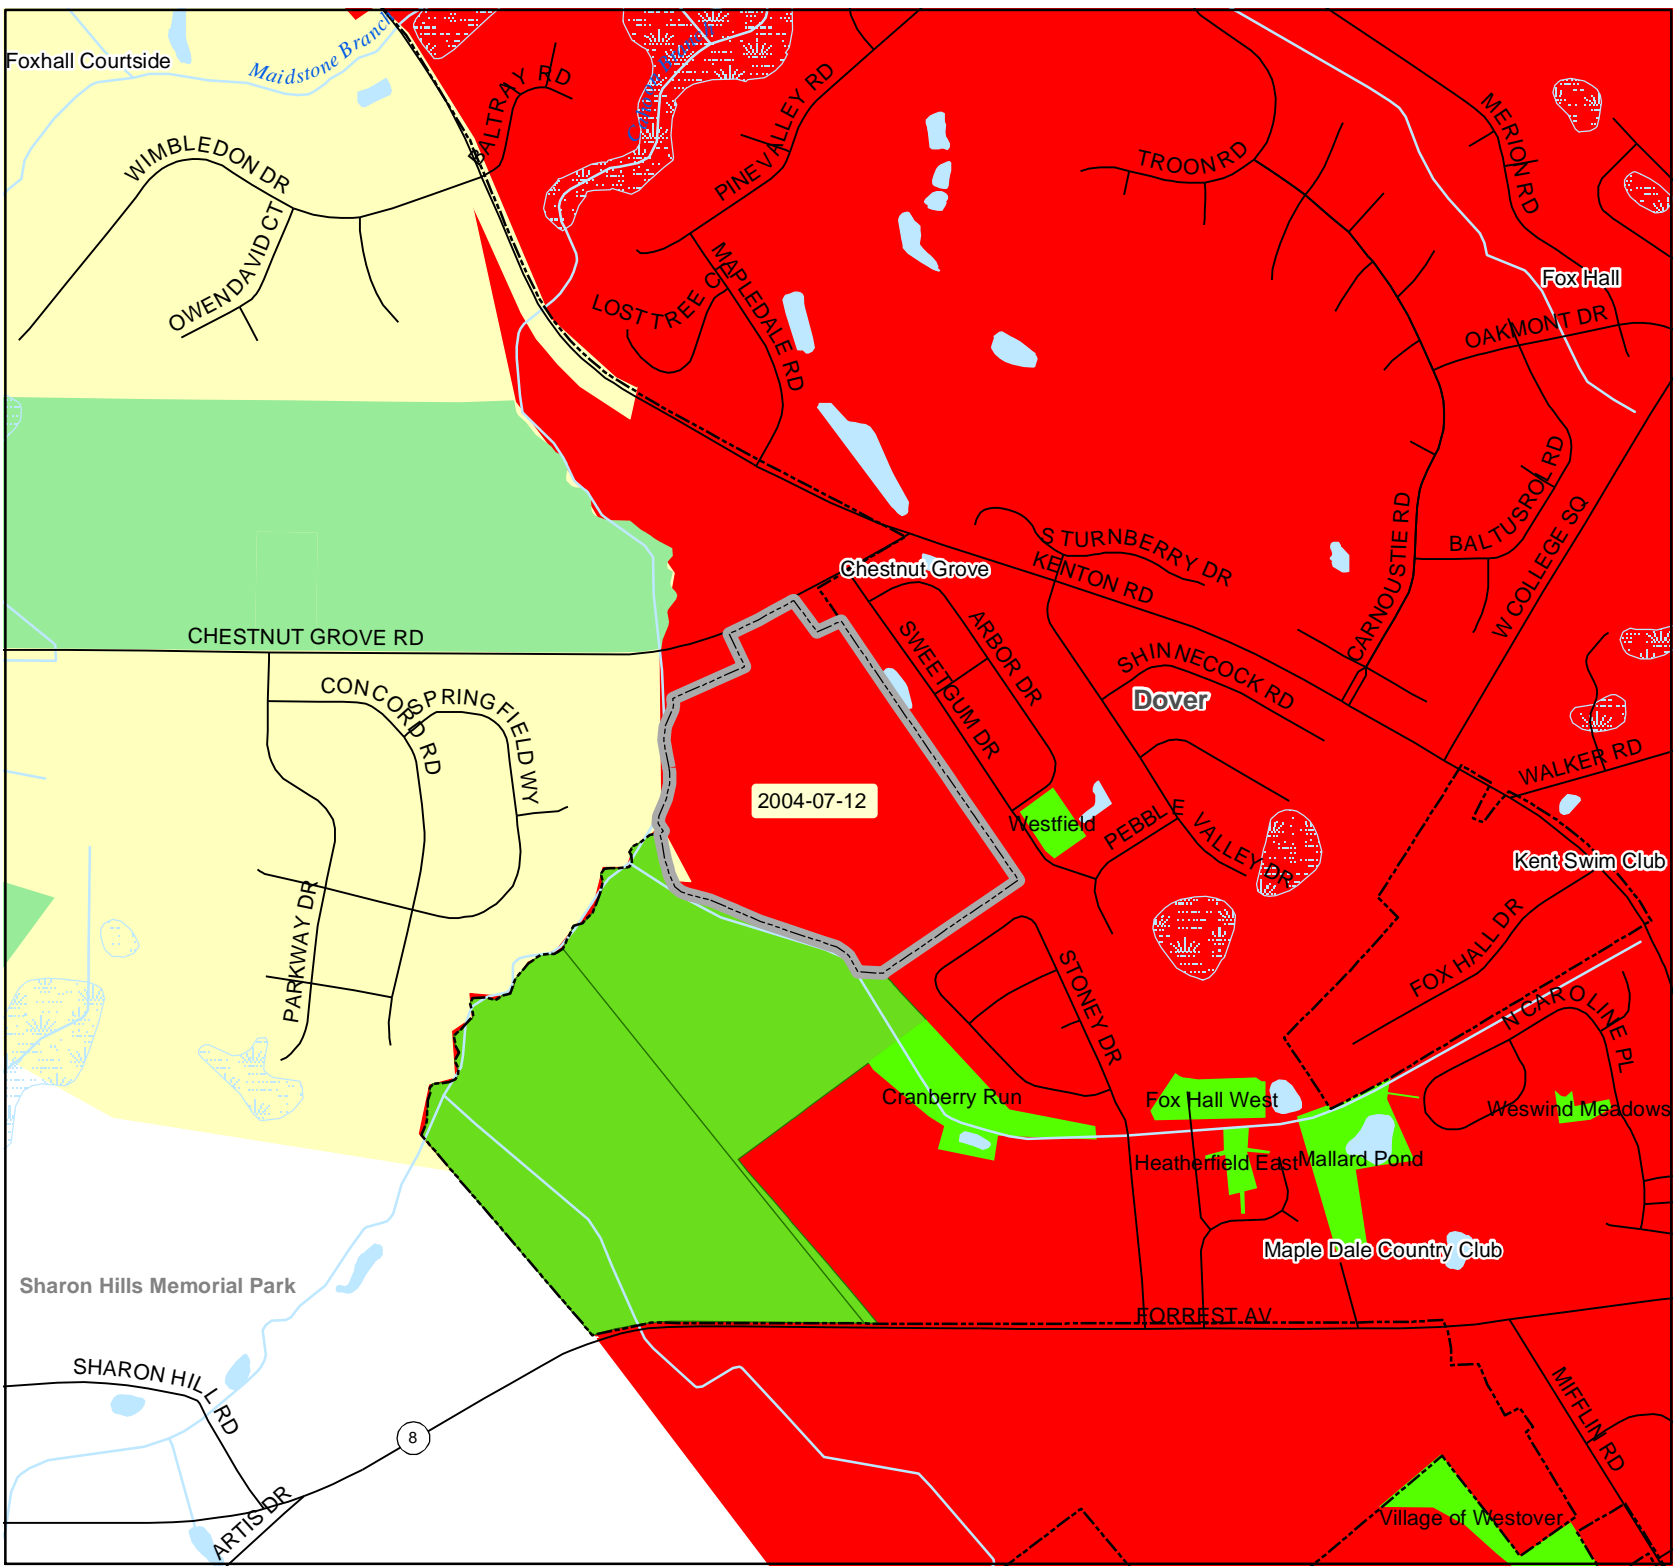 Foxhall Courtside
Maidstone Branch
BALTRAY RD
PINE VALLEY RD
WIMBLEDON DR
OWEN DAVID CT
TROON RD
MERION RD
Fox Hall
LOST TREE CT
MAPLEDALE RD
OAKMONT DR
BALTUSROL RD
W COLLEGE SQ
CARNOUSTIE RD
S TURNBERRY DR
KENTON RD
Chestnut Grove
CHESTNUT GROVE RD
SWEETGUM DR
ARBOR DR
SHINNECOCK RD
Dover
CONCORD RD
SPRINGFIELD WY
WALKER RD
2004-07-12
Westfield
PEBBLE VALLEY DR
Kent Swim Club
PARKWAY DR
FOX HALL DR
STONEY DR
N CAROLINE PL
Cranberry Run
Fox Hall West
Weswind Meadows
Heatherfield East
Mallard Pond
Maple Dale Country Club
Sharon Hills Memorial Park
FORREST AV
SHARON HILL RD
MIFFLIN RD
8
ARTIS DR
Village of Westover